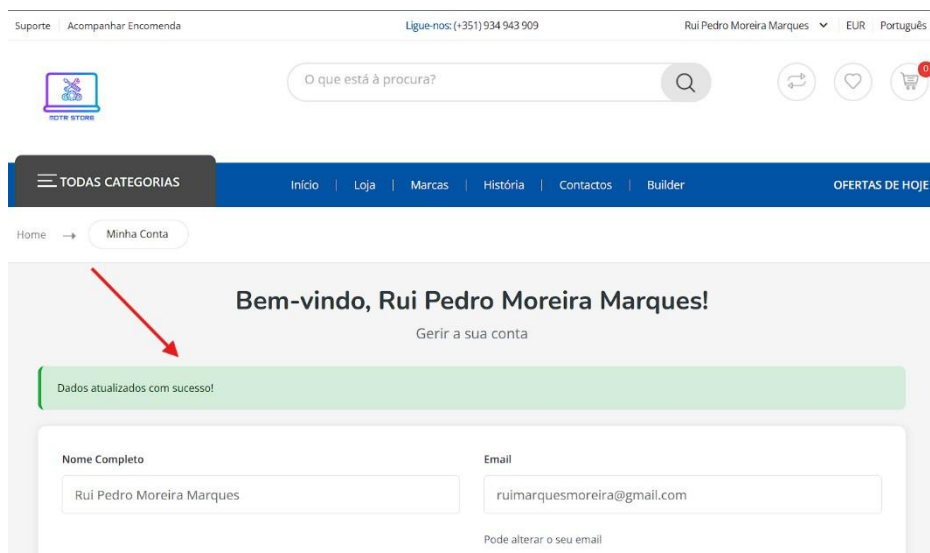 Suporte Acompanhar Encomenda Ligue-nos: (+351) 934 943 909 Rui Pedro Moreira Marques EUR Português
O que está à procura?
0
MOTR STORE
TODAS CATEGORIAS Início | Loja | Marcas | História | Contactos | Builder OFERTAS DE HOJE
Home → Minha Conta
Bem-vindo, Rui Pedro Moreira Marques!
Gerir a sua conta
Dados atualizados com sucesso!
Nome Completo Email
Rui Pedro Moreira Marques ruimarquesmoreira@gmail.com
Pode alterar o seu email